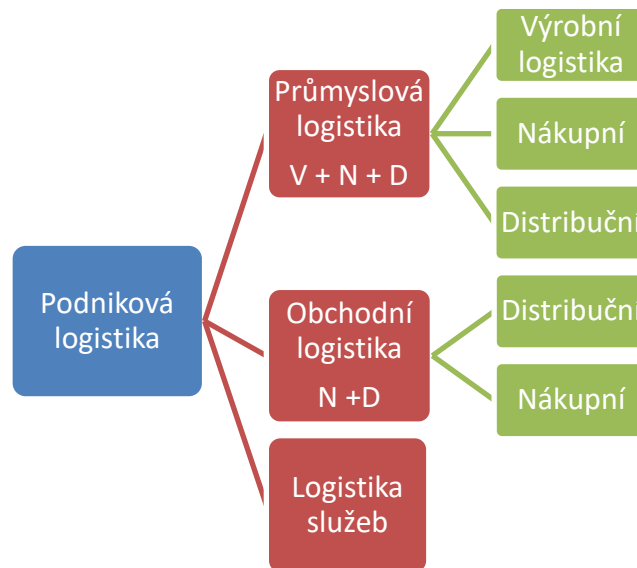 Podniková
logistika
Průmyslová
logistika
V + N + D
Výrobní
logistika
Nákupní
Distribuční
Obchodní
logistika
N +D
Distribuční
Nákupní
Logistika
služeb